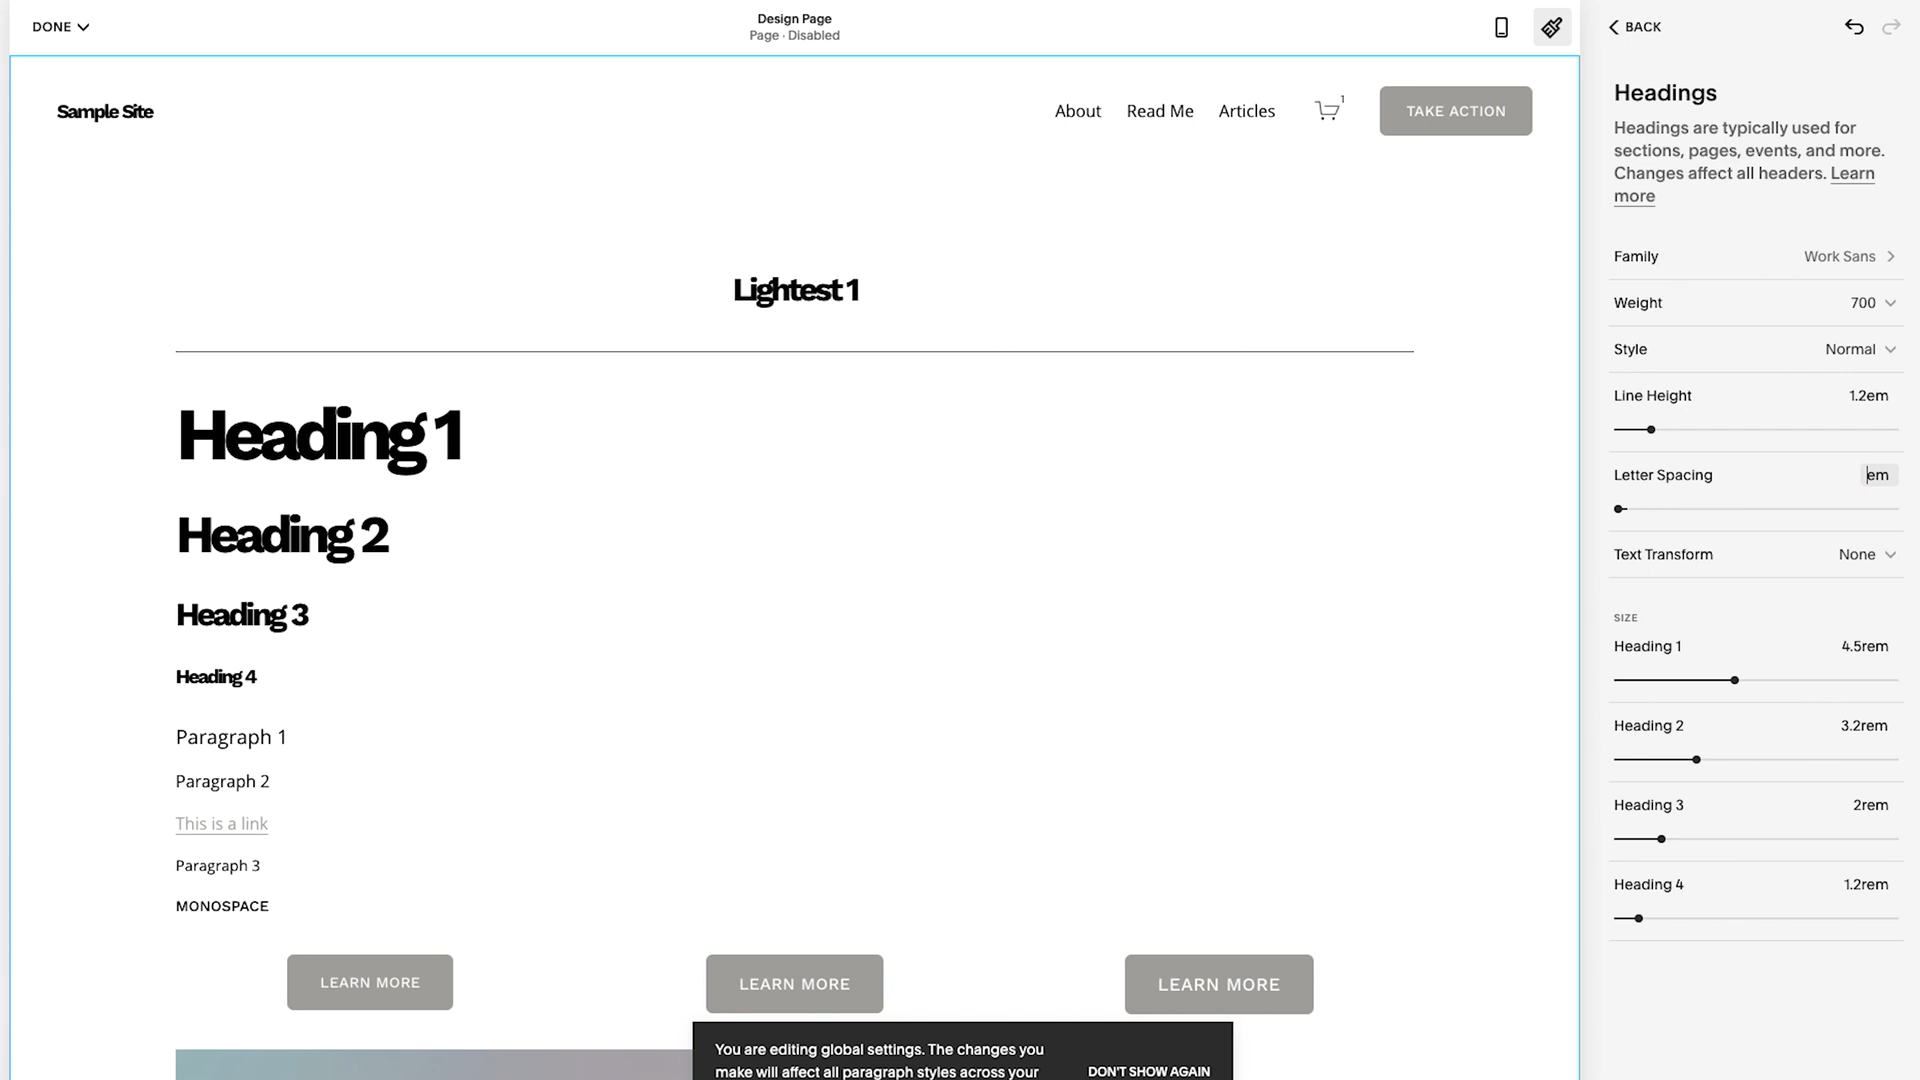 DONE
Design Page
Page · Disabled
BACK
Sample Site
About Read Me Articles
1
TAKE ACTION
Lightest 1
Heading 1
Heading 2
Heading 3
Heading 4
Paragraph 1
Paragraph 2
This is a link
Paragraph 3
MONOSPACE
LEARN MORE LEARN MORE LEARN MORE
You are editing global settings. The changes you
make will affect all paragraph styles across your
DON'T SHOW AGAIN
Headings
Headings are typically used for
sections, pages, events, and more.
Changes affect all headers. Learn
more
Family Work Sans
Weight 700
Style Normal
Line Height 1.2em
Letter Spacing em
Text Transform None
SIZE
Heading 1 4.5rem
Heading 2 3.2rem
Heading 3 2rem
Heading 4 1.2rem